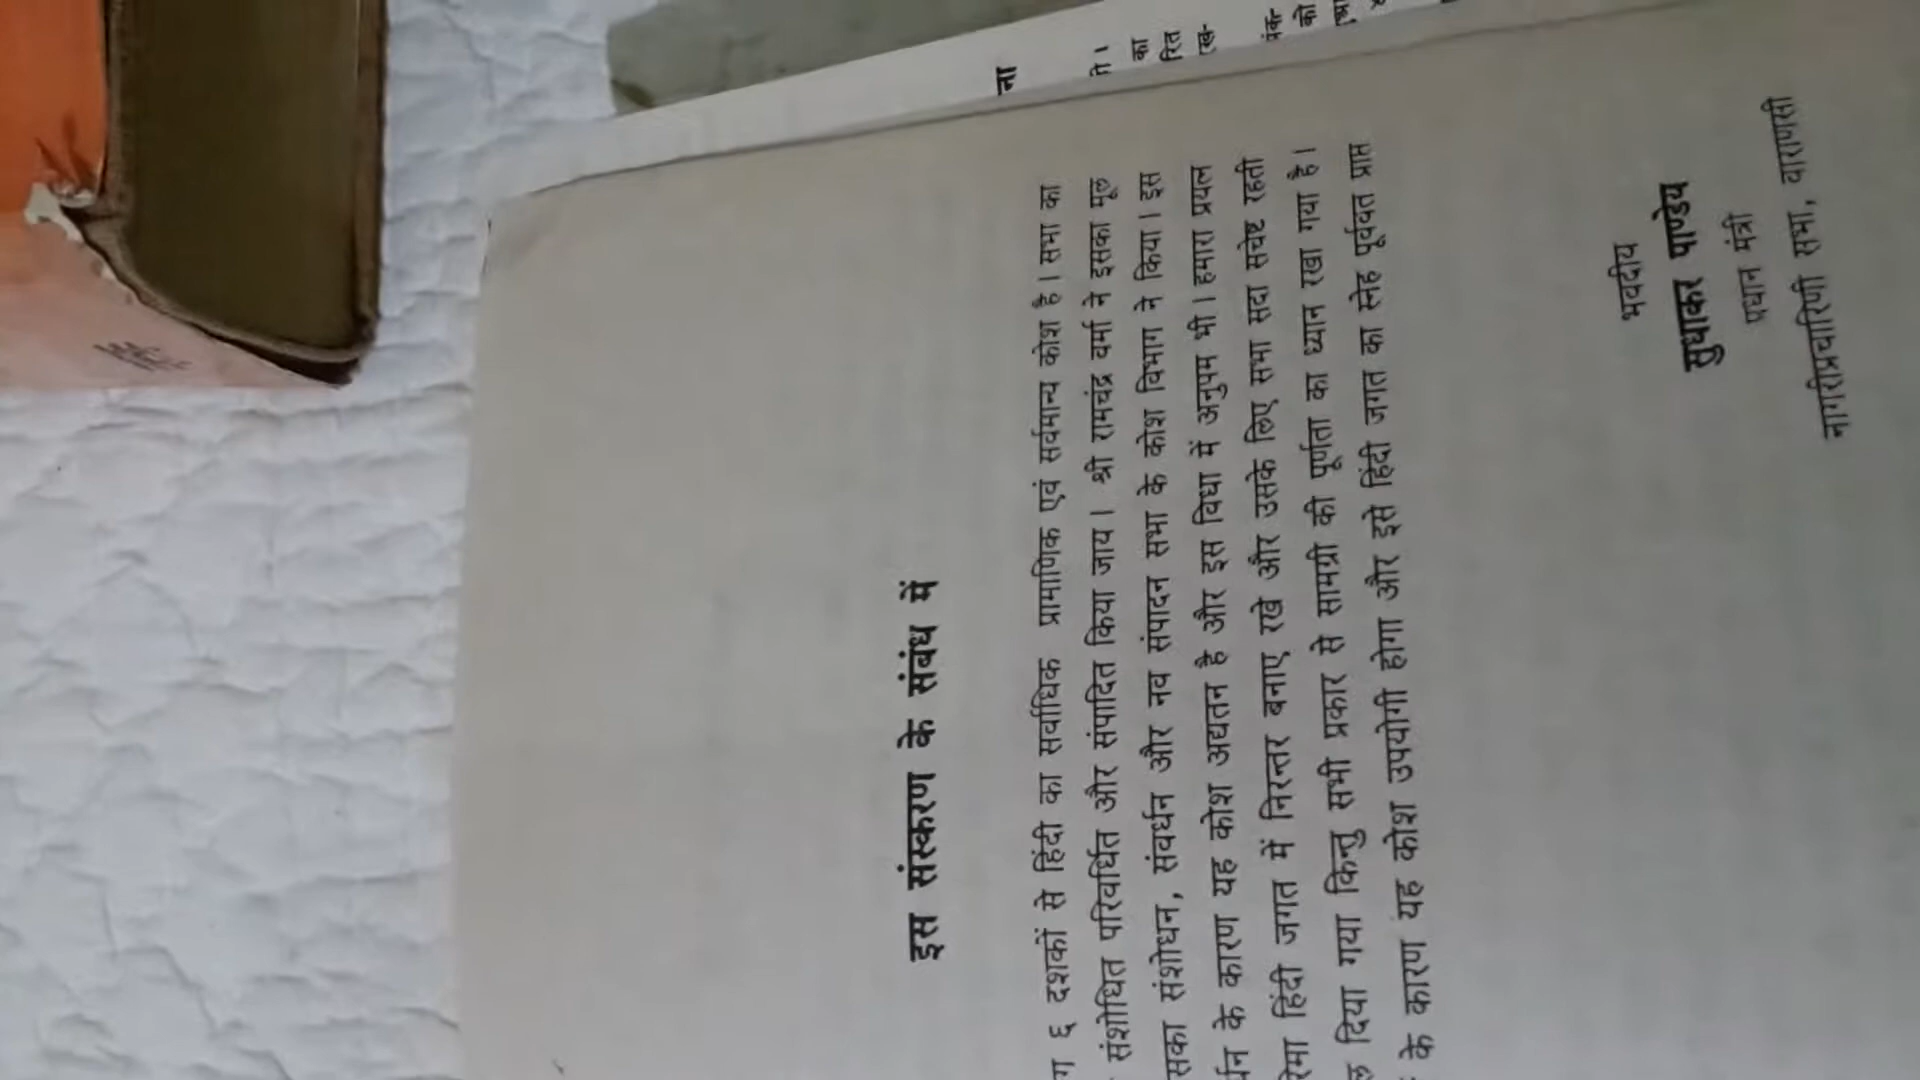 इस संस्करण के संबंध में
६ दशकों से हिंदी का सर्वाधिक प्रामाणिक एवं सर्वमान्य कोश है। सभा का
संशोधित परिवर्धित और संपादित किया जाय। श्री रामचंद्र वर्मा ने इसका मूल
संशोधन, संवर्धन और नव संपादन सभा के कोश विभाग ने किया। इस
के कारण यह कोश अद्यतन है और इस विधा में अनुपम भी। हमारा प्रयत्न
हिंदी जगत में निरन्तर बनाए रखे और उसके लिए सभा सदा सचेष्ट रहती
दिया गया किन्तु सभी प्रकार से सामग्री की पूर्णता का ध्यान रखा गया है।
के कारण यह कोश उपयोगी होगा और इसे हिंदी जगत का स्नेह पूर्ववत प्राप्त
भवदीय
सुधाकर पाण्डेय
प्रधान मंत्री
नागरीप्रचारिणी सभा, वाराणसी
ना
का
रित
को